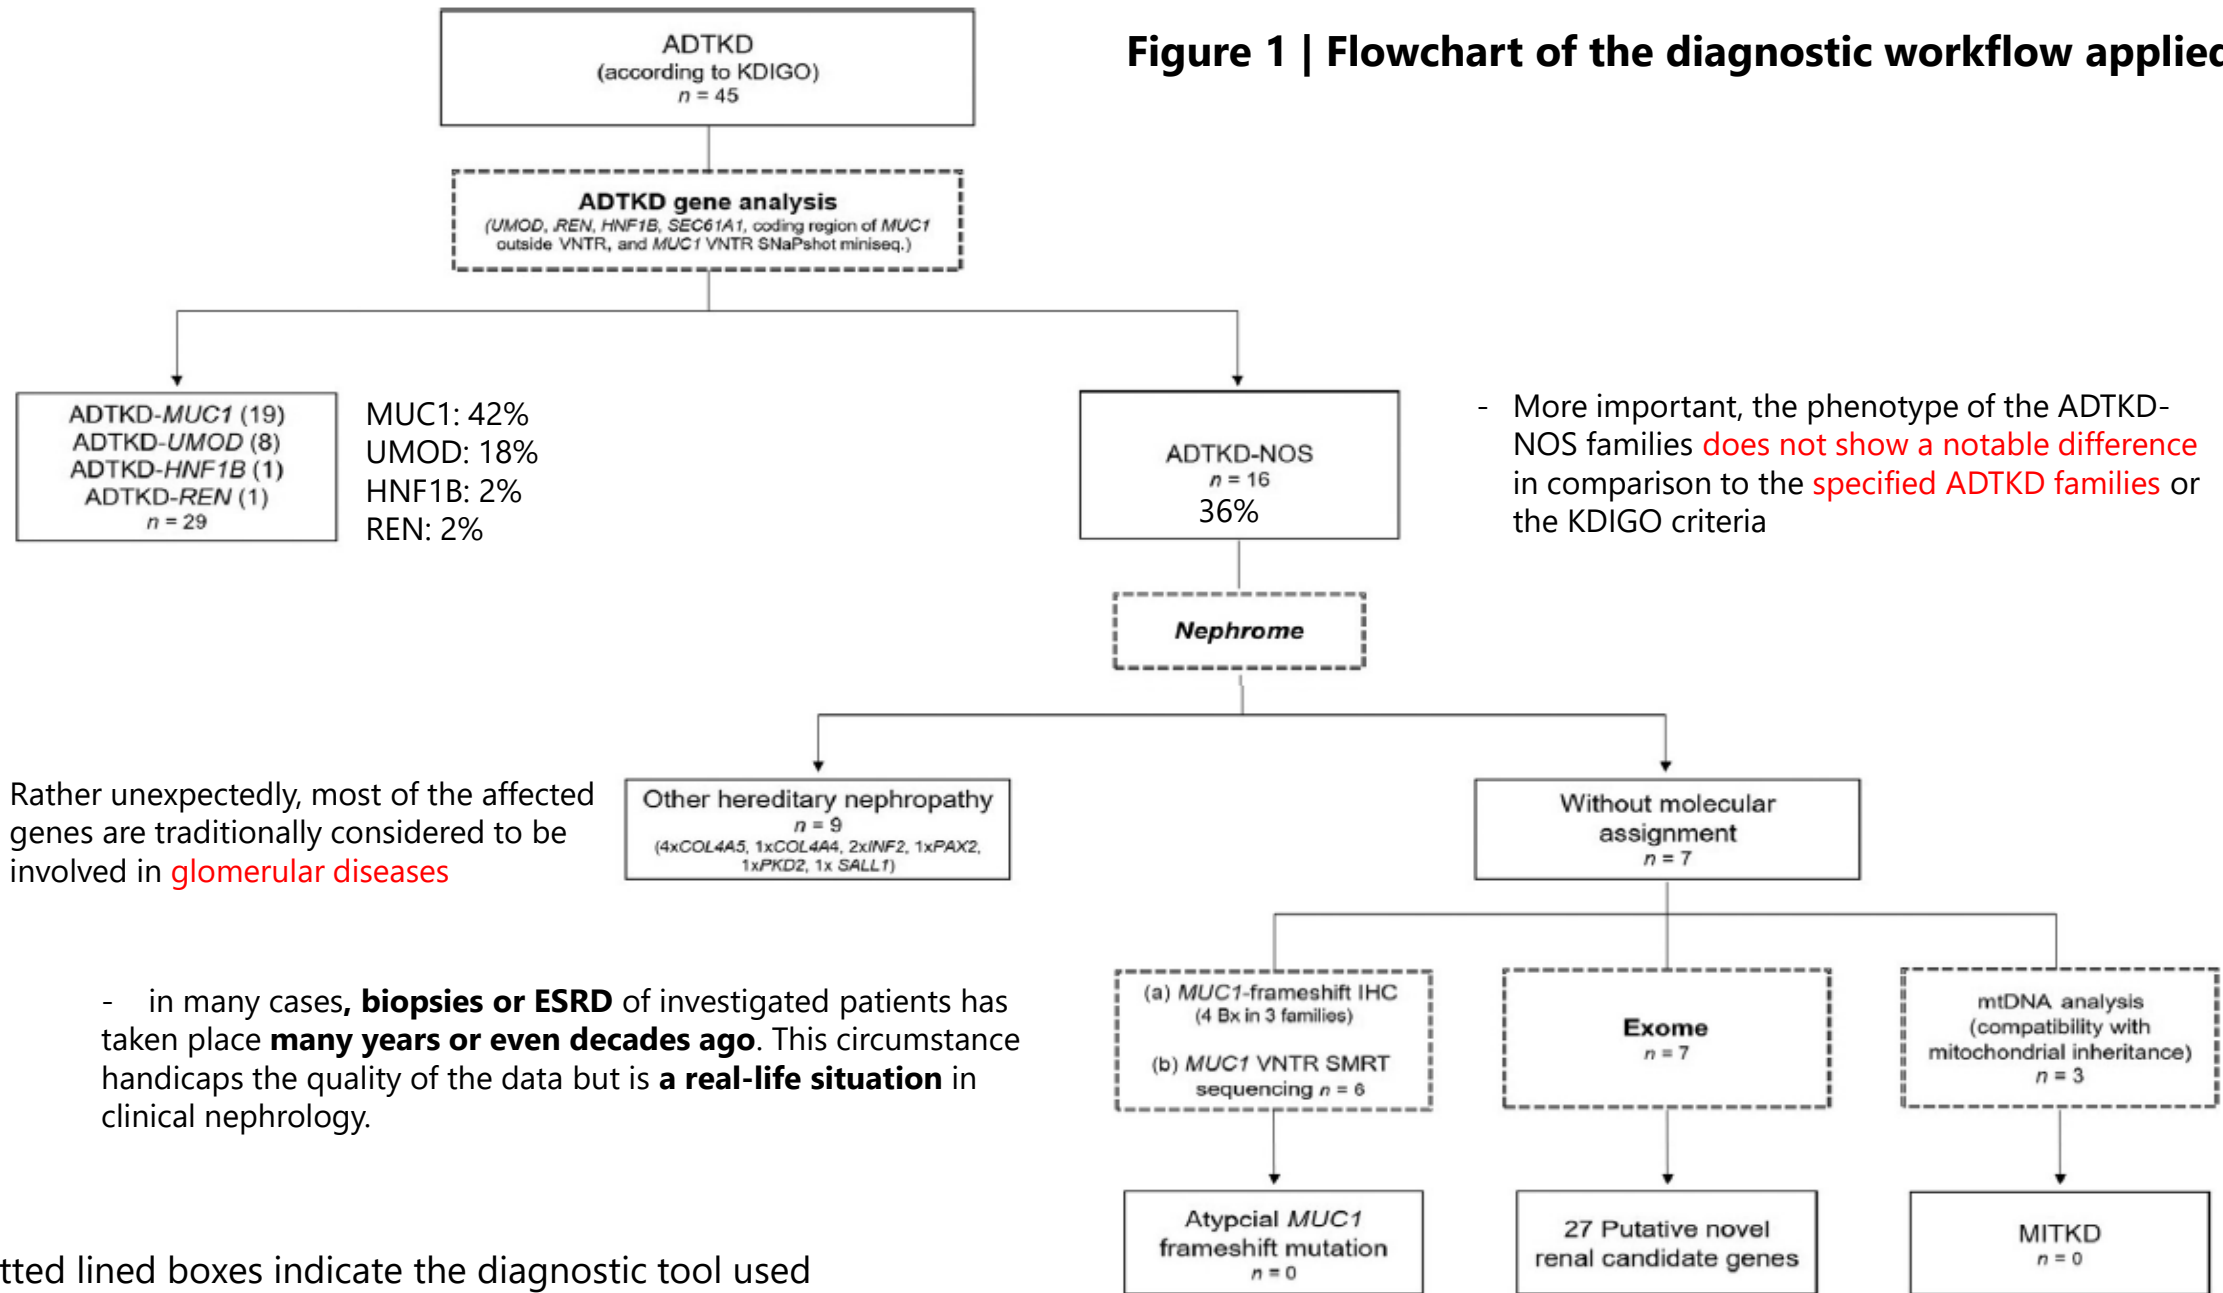 Figure 1 | Flowchart of the diagnostic workflow applied
ADTKD
(according to KDIGO)
n = 45
ADTKD gene analysis
(UMOD, REN, HNF1B, SEC61A1, coding region of MUC1
outside VNTR, and MUC1 VNTR SNaPshot miniseq.)
ADTKD-MUC1 (19)
ADTKD-UMOD (8)
ADTKD-HNF1B (1)
ADTKD-REN (1)
n = 29
MUC1: 42%
UMOD: 18%
HNF1B: 2%
REN: 2%
ADTKD-NOS
n = 16
36%
- More important, the phenotype of the ADTKD-
NOS families does not show a notable difference
in comparison to the specified ADTKD families or
the KDIGO criteria
Nephrome
Rather unexpectedly, most of the affected
genes are traditionally considered to be
involved in glomerular diseases
Other hereditary nephropathy
n = 9
(4xCOL4A5, 1xCOL4A4, 2xINF2, 1xPAX2,
1xPKD2, 1x SALL1)
Without molecular
assignment
n = 7
- in many cases, biopsies or ESRD of investigated patients has
taken place many years or even decades ago. This circumstance
handicaps the quality of the data but is a real-life situation in
clinical nephrology.
(a) MUC1-frameshift IHC
(4 Bx in 3 families)
(b) MUC1 VNTR SMRT
sequencing n = 6
Exome
n = 7
mtDNA analysis
(compatibility with
mitochondrial inheritance)
n = 3
Atypcial MUC1
frameshift mutation
n = 0
27 Putative novel
renal candidate genes
MITKD
n = 0
tted lined boxes indicate the diagnostic tool used